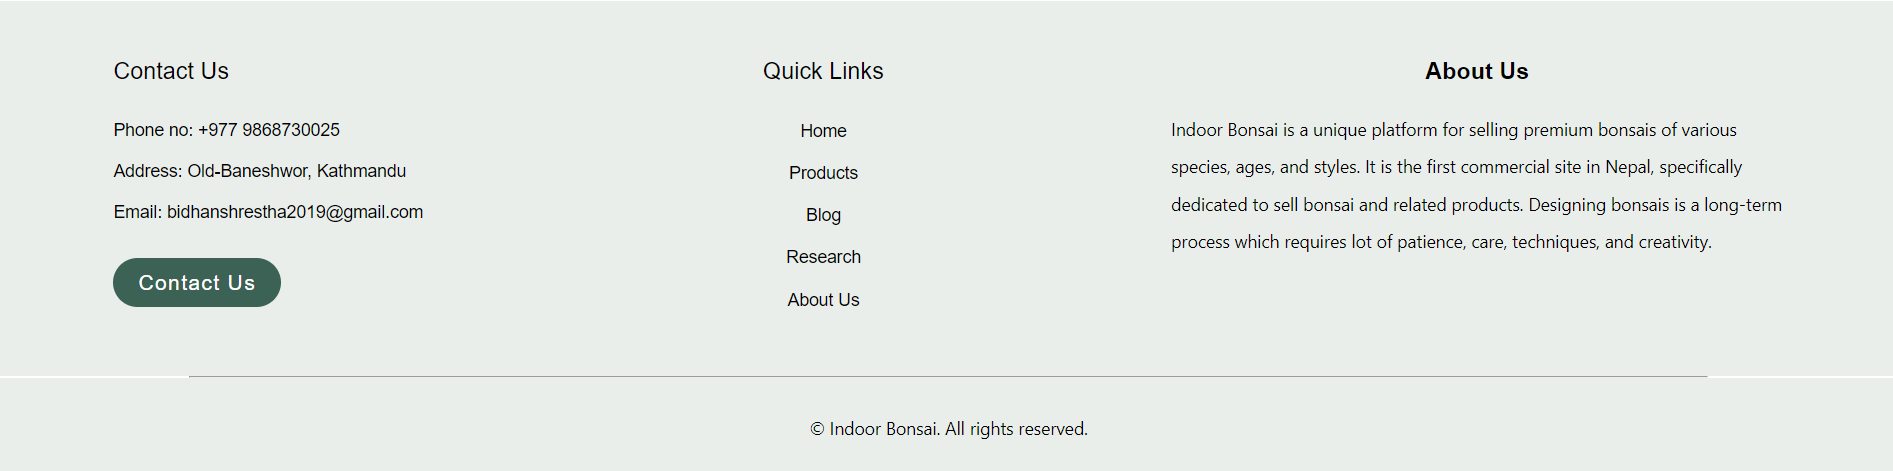 Contact Us
Phone no: +977 9868730025
Address: Old-Baneshwor, Kathmandu
Email: bidhanshrestha2019@gmail.com
Contact Us
Quick Links
Home
Products
Blog
Research
About Us
About Us
Indoor Bonsai is a unique platform for selling premium bonsais of various
species, ages, and styles. It is the first commercial site in Nepal, specifically
dedicated to sell bonsai and related products. Designing bonsais is a long-term
process which requires lot of patience, care, techniques, and creativity.
© Indoor Bonsai. All rights reserved.